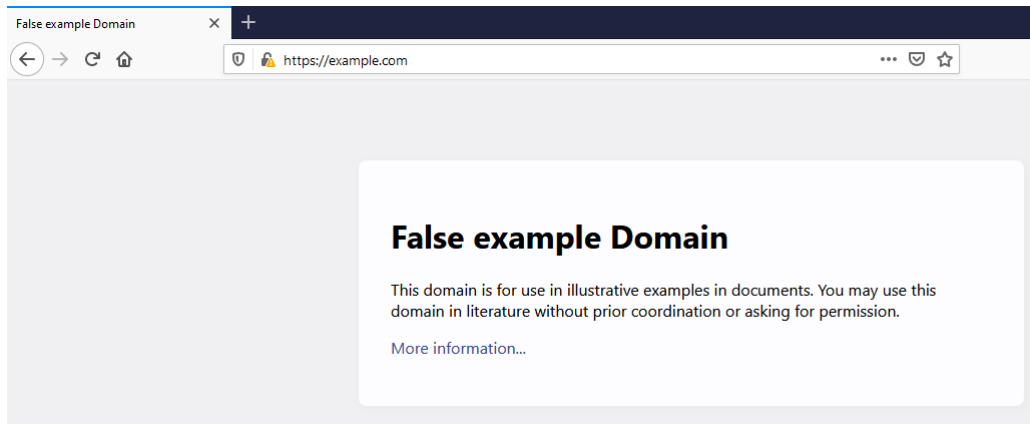 False example Domain
https://example.com
False example Domain
This domain is for use in illustrative examples in documents. You may use this
domain in literature without prior coordination or asking for permission.
More information...